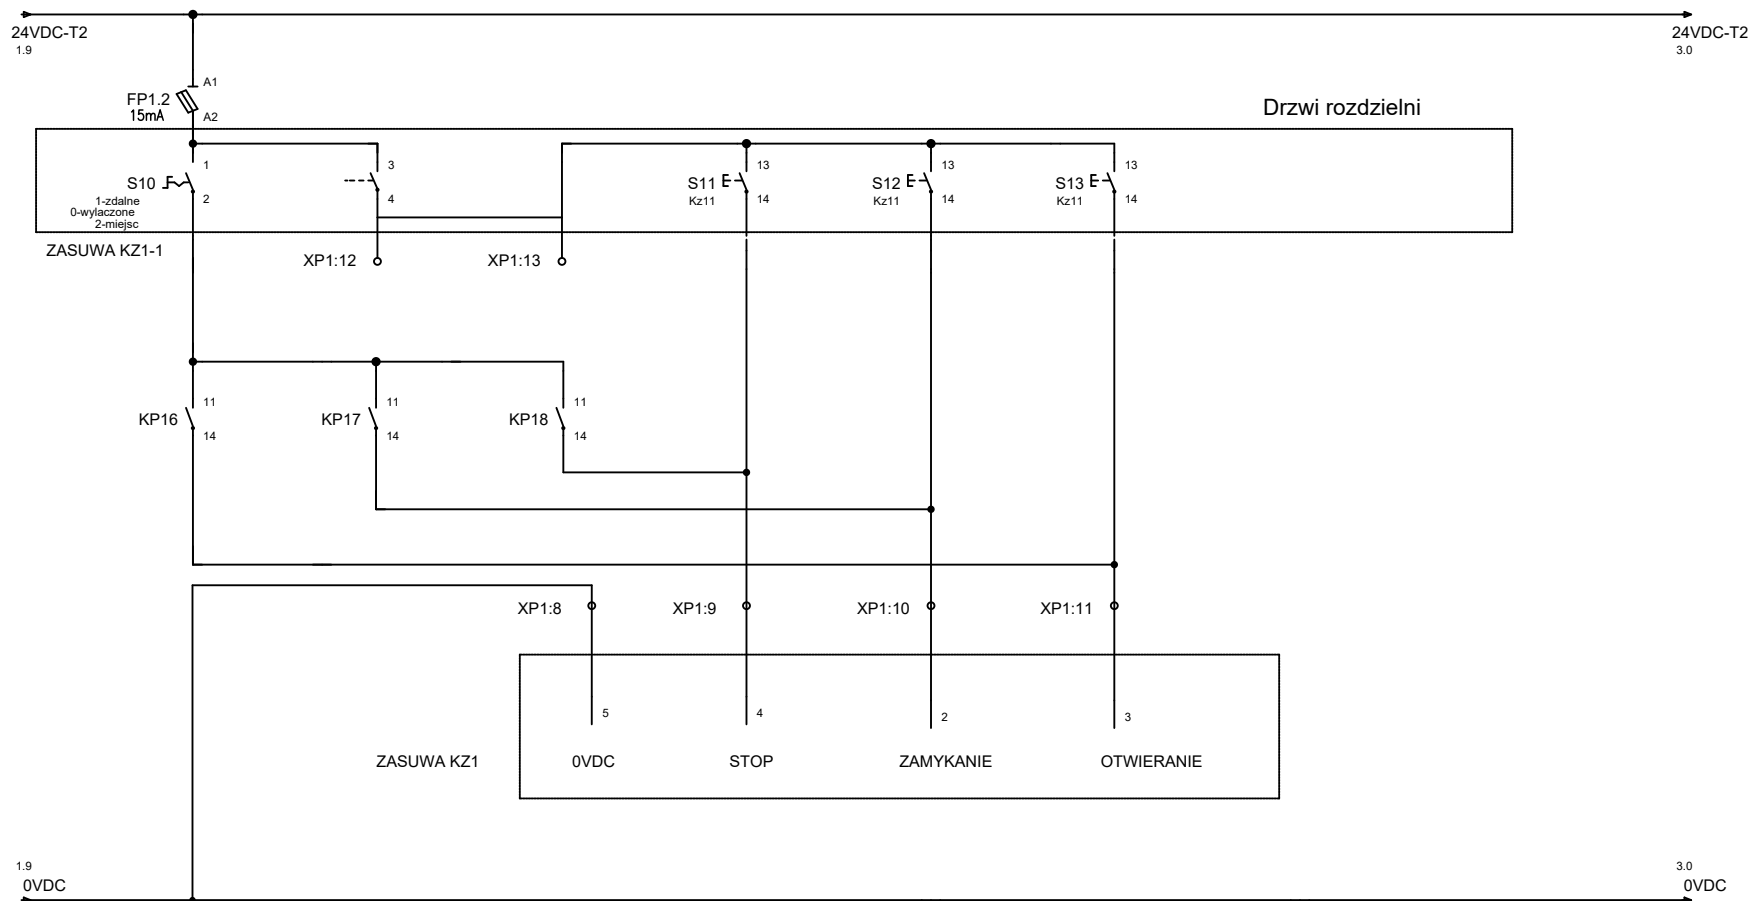 24VDC-T2
1.9
24VDC-T2
3.0
A1
FP1.2
15mA
A2
Drzwi rozdzielni
1
S10
2
1-zdalne
0-wylaczone
2-miejsc
3
4
13
S11
Kz11
14
13
S12
Kz11
14
13
S13
Kz11
14
ZASUWA KZ1-1
XP1:12
XP1:13
11
KP16
14
11
KP17
14
11
KP18
14
XP1:8
XP1:9
XP1:10
XP1:11
5
4
2
3
ZASUWA KZ1
0VDC
STOP
ZAMYKANIE
OTWIERANIE
1.9
0VDC
3.0
0VDC